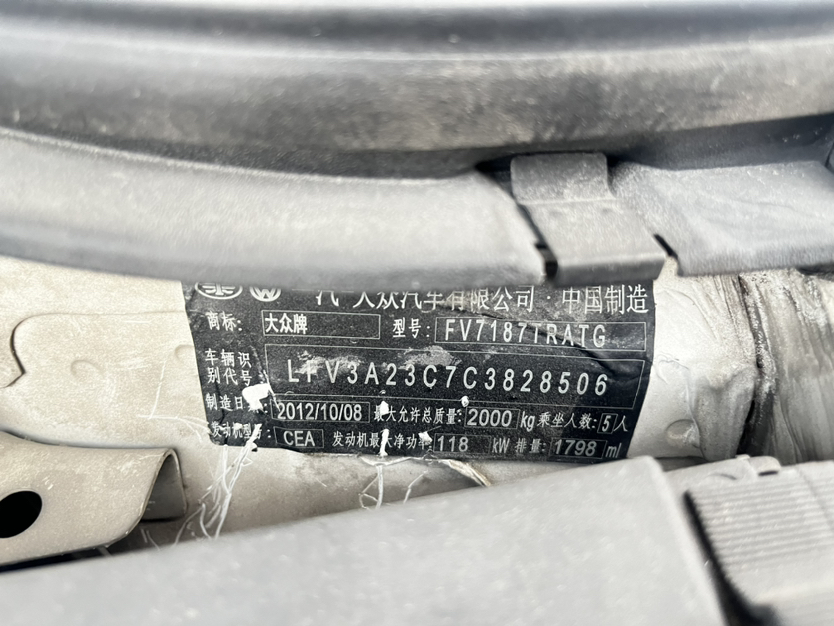 汽-大众汽车有限公司·中国制造
商标: 大众牌 型号: FV7187TRATG
车辆识别代号 LFV3A23C7C3828506
制造日期: 2012/10/08 最大允许总质量: 2000 kg 乘坐人数: 5人
发动机型号: CEA 发动机最大净功率 118 kW 排量: 1798 ml